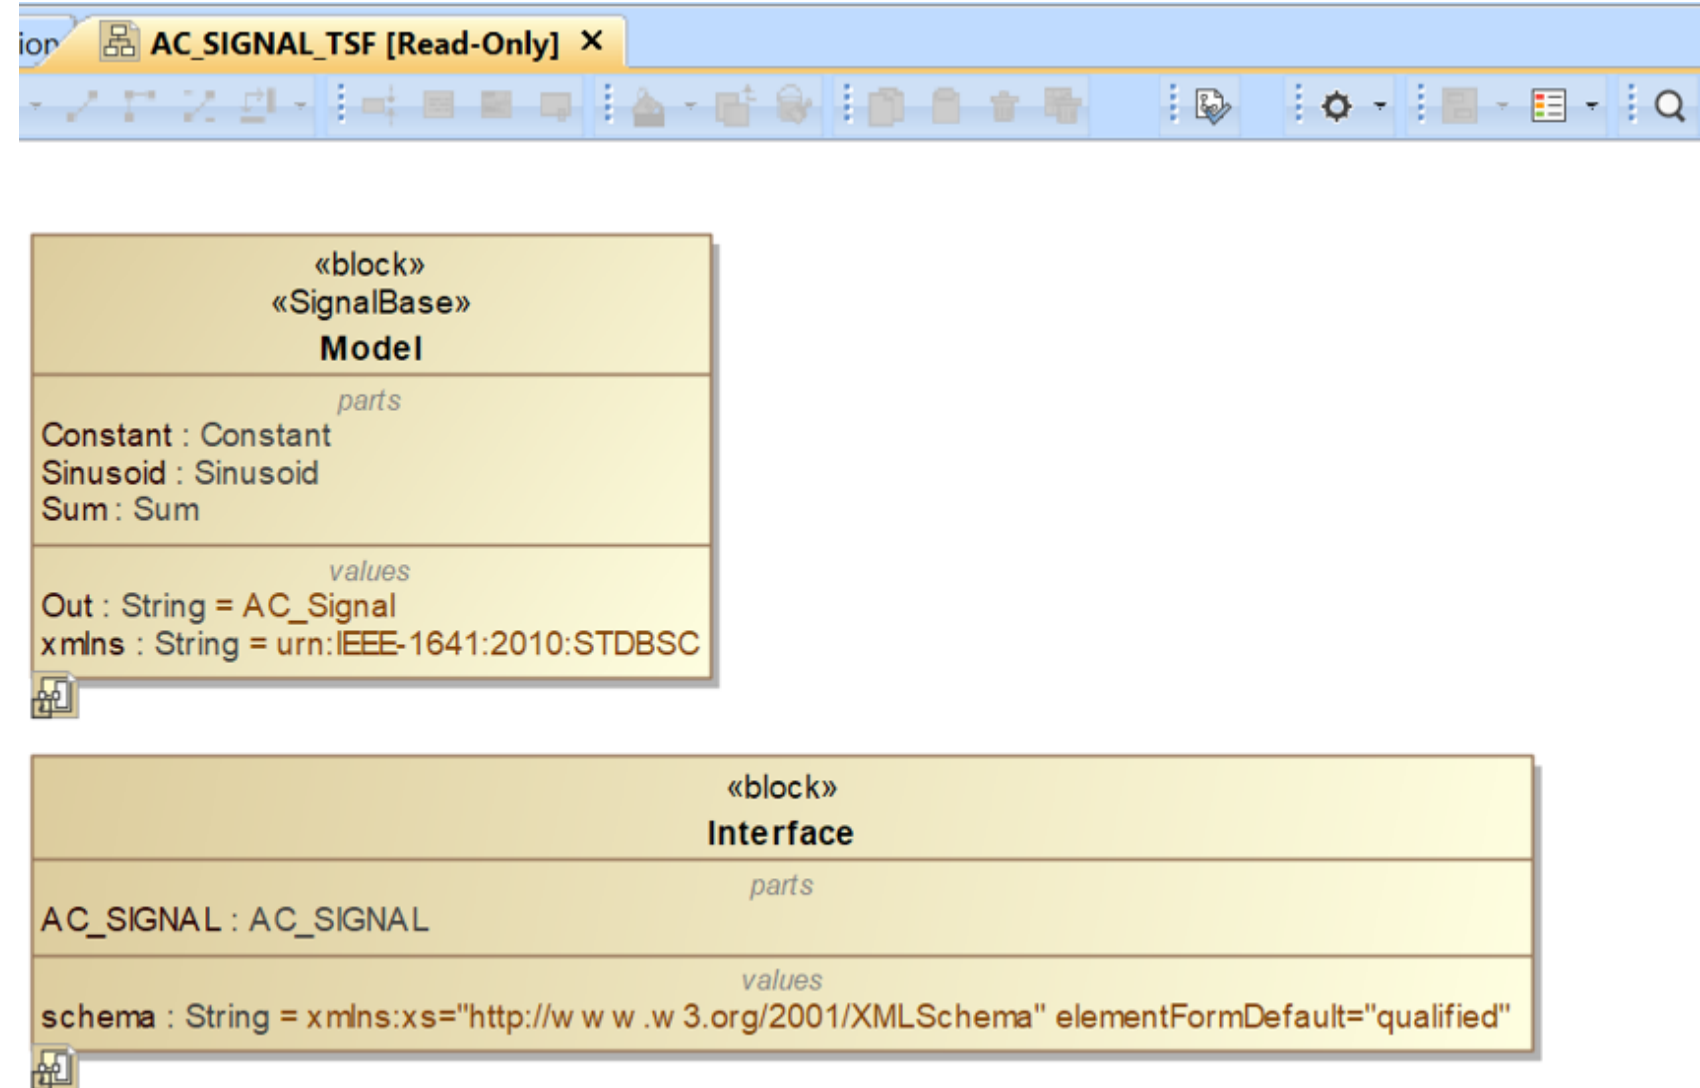 ion
AC_SIGNAL_TSF [Read-Only] ×
«block»
«SignalBase»
Model
parts
Constant : Constant
Sinusoid : Sinusoid
Sum : Sum
values
Out : String = AC_Signal
xmlns : String = urn:IEEE-1641:2010:STDBSC
«block»
Interface
parts
AC_SIGNAL : AC_SIGNAL
values
schema : String = xmlns:xs="http://www.w3.org/2001/XMLSchema" elementFormDefault="qualified"